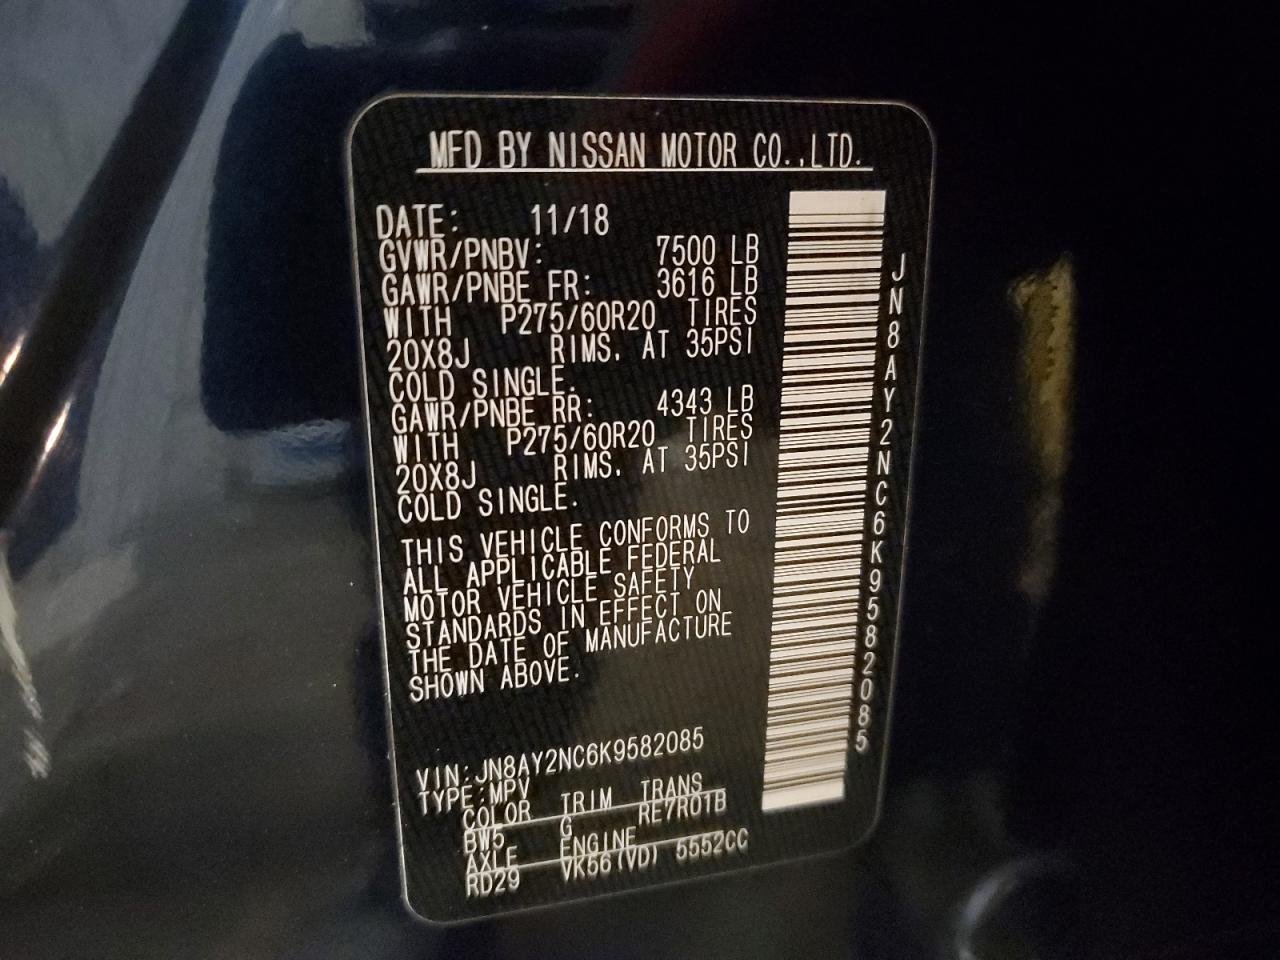 MFD BY NISSAN MOTOR CO.,LTD.
DATE: 11/18
GVWR/PNBV: 7500 LB
GAWR/PNBE FR: 3616 LB
WITH P275/60R20 TIRES
20X8J RIMS. AT 35PSI
COLD SINGLE.
GAWR/PNBE RR: 4343 LB
WITH P275/60R20 TIRES
20X8J RIMS. AT 35PSI
COLD SINGLE.
THIS VEHICLE CONFORMS TO
ALL APPLICABLE FEDERAL
MOTOR VEHICLE SAFETY
STANDARDS IN EFFECT ON
THE DATE OF MANUFACTURE
SHOWN ABOVE.
VIN:JN8AY2NC6K9582085
TYPE:MPV
COLOR TRIM TRANS
BW5 G RE7R01B
AXLE ENGINE
RD29 VK56(VD) 5552CC
JN8AY2NC6K9582085